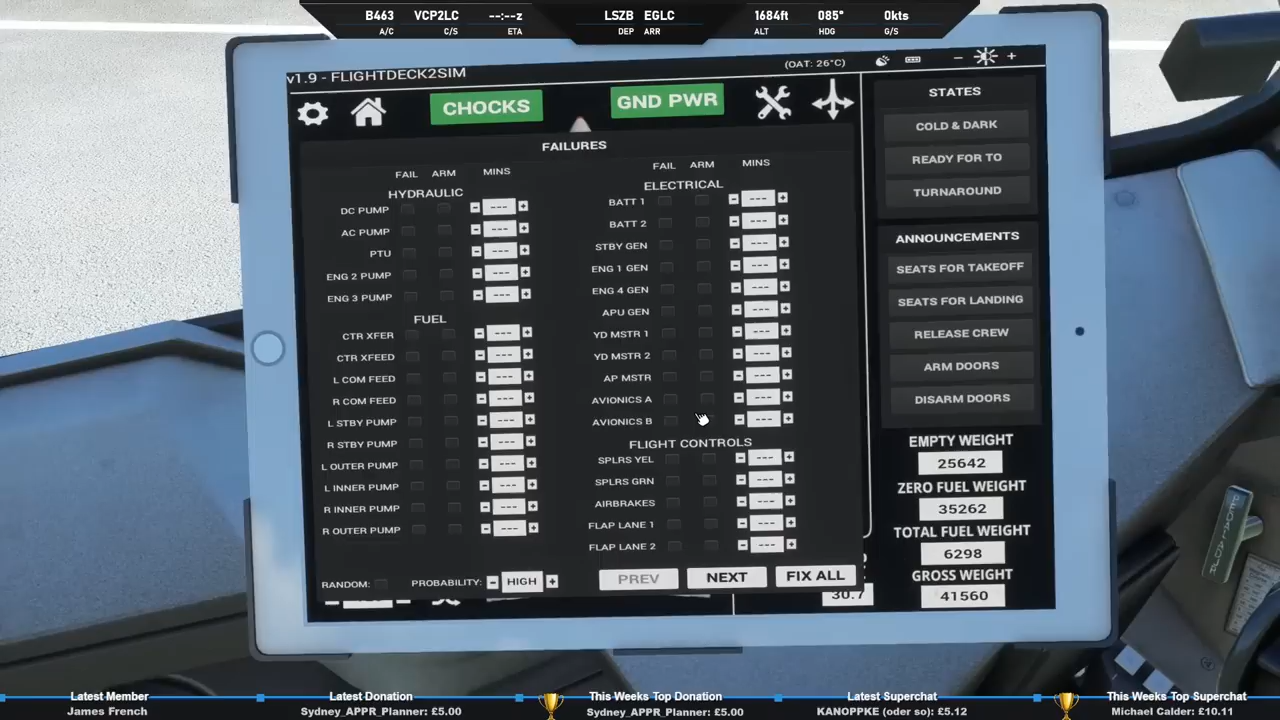 B463 VCP2LC --:--z LSZB EGLC 1684ft 085° 0kts
A/C C/S ETA DEP ARR ALT HDG G/S
v1.9 - FLIGHTDECK2SIM
(OAT: 26°C)
- +
CHOCKS
GND PWR
FAILURES
FAIL ARM MINS
HYDRAULIC
DC PUMP - --- +
AC PUMP - --- +
PTU - --- +
ENG 2 PUMP - --- +
ENG 3 PUMP - --- +
FUEL
CTR XFER - --- +
CTR XFEED - --- +
L COM FEED - --- +
R COM FEED - --- +
L STBY PUMP - --- +
R STBY PUMP - --- +
L OUTER PUMP - --- +
L INNER PUMP - --- +
R INNER PUMP - --- +
R OUTER PUMP - --- +
FAIL ARM MINS
ELECTRICAL
BATT 1 - --- +
BATT 2 - --- +
STBY GEN - --- +
ENG 1 GEN - --- +
ENG 4 GEN - --- +
APU GEN - --- +
YD MSTR 1 - --- +
YD MSTR 2 - --- +
AP MSTR - --- +
AVIONICS A - --- +
AVIONICS B - --- +
FLIGHT CONTROLS
SPLRS YEL - --- +
SPLRS GRN - --- +
AIRBRAKES - --- +
FLAP LANE 1 - --- +
FLAP LANE 2 - --- +
RANDOM: PROBABILITY: - HIGH + PREV NEXT FIX ALL
30.7
STATES
COLD & DARK
READY FOR TO
TURNAROUND
ANNOUNCEMENTS
SEATS FOR TAKEOFF
SEATS FOR LANDING
RELEASE CREW
ARM DOORS
DISARM DOORS
EMPTY WEIGHT
25642
ZERO FUEL WEIGHT
35262
TOTAL FUEL WEIGHT
6298
GROSS WEIGHT
41560
Latest Member Latest Donation This Weeks Top Donation Latest Superchat This Weeks Top Superchat
James French Sydney_APPR_Planner: £5.00 Sydney_APPR_Planner: £5.00 KANOPPKE (oder so): £5.12 Michael Calder: £10.11